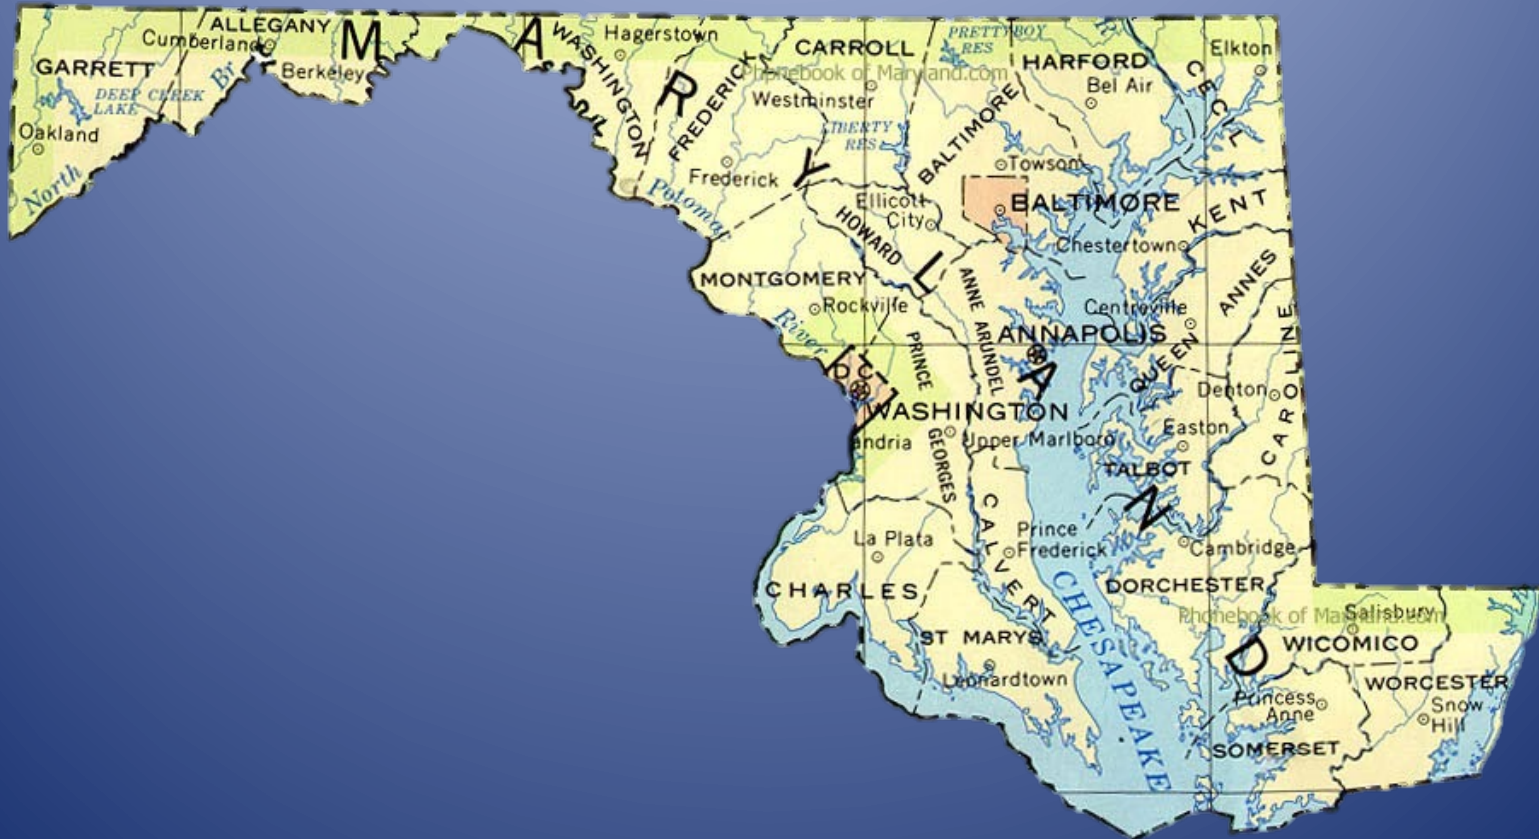 M A R Y L A N D
GARRETT
DEEP CREEK
LAKE
Oakland
North
Br
ALLEGANY
Cumberland
Berkeley
WASHINGTON
Hagerstown
FREDERICK
Frederick
Potomac
River
CARROLL
Phonebook of Maryland.com
Westminster
LIBERTY
RES
PRETTYBOY
RES
BALTIMORE
Towson
HARFORD
Bel Air
CECIL
Elkton
BALTIMORE
KENT
Chestertown
Ellicott
City
HOWARD
MONTGOMERY
Rockville
ANNE ARUNDEL
ANNAPOLIS
Centreville
QUEEN ANNES
CAROLINE
Denton
D C
WASHINGTON
andria
PRINCE GEORGES
Upper Marlboro
Easton
TALBOT
CALVERT
Prince
Frederick
Cambridge
DORCHESTER
La Plata
CHARLES
ST MARYS
Leonardtown
CHESAPEAKE
Phonebook of Maryland.com
Salisbury
WICOMICO
WORCESTER
Snow
Hill
Princess
Anne
SOMERSET